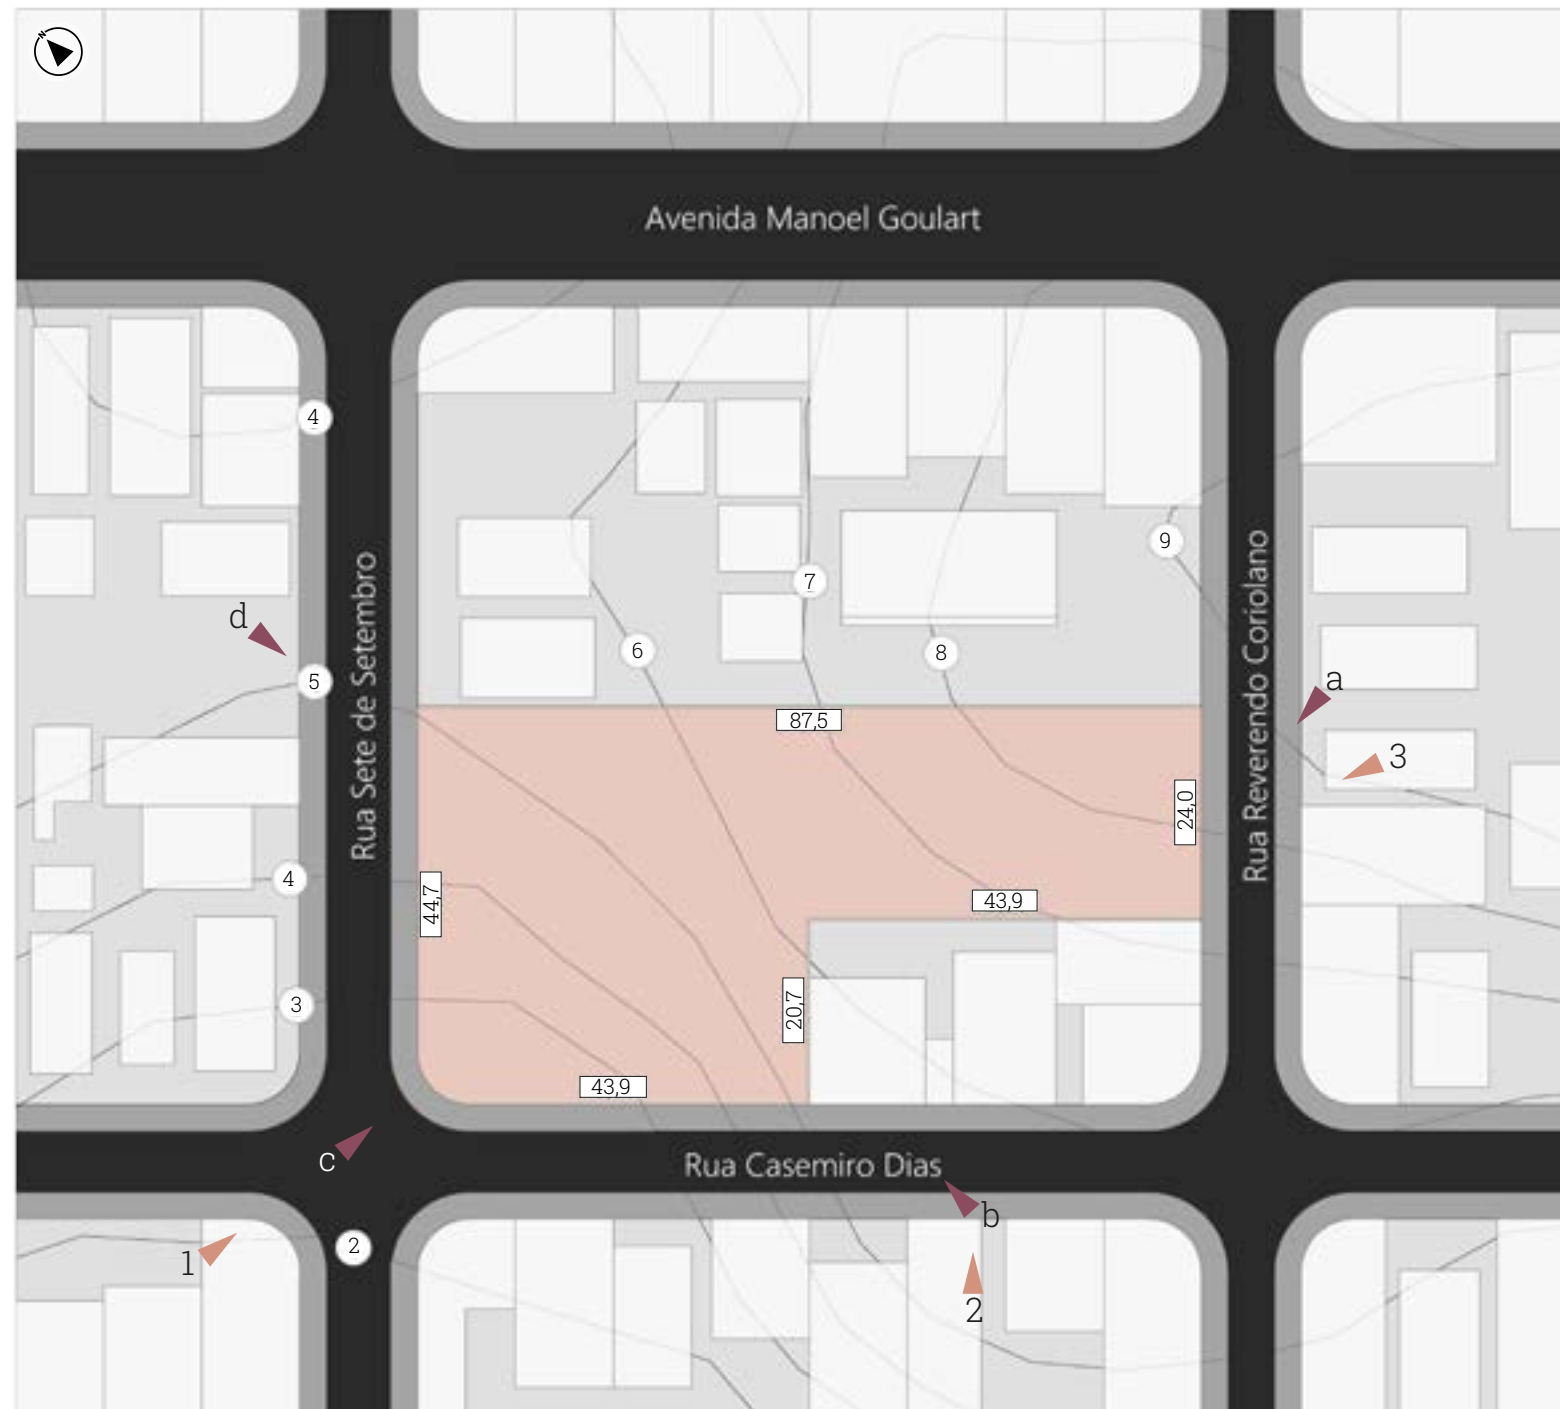 N
Avenida Manoel Goulart
4
9
7
d
6
8
5
a
87,5
3
Rua Sete de Setembro
Rua Reverendo Coriolano
24,0
4
44,7
43,9
3
20,7
43,9
c
Rua Casemiro Dias
b
1
2
2